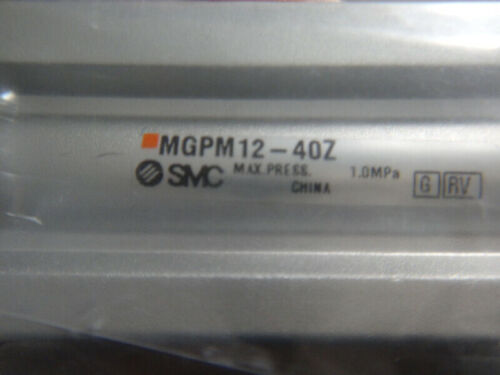 MGPM12-40Z
SMC MAX.PRESS. 1.0MPa
CHINA G RV